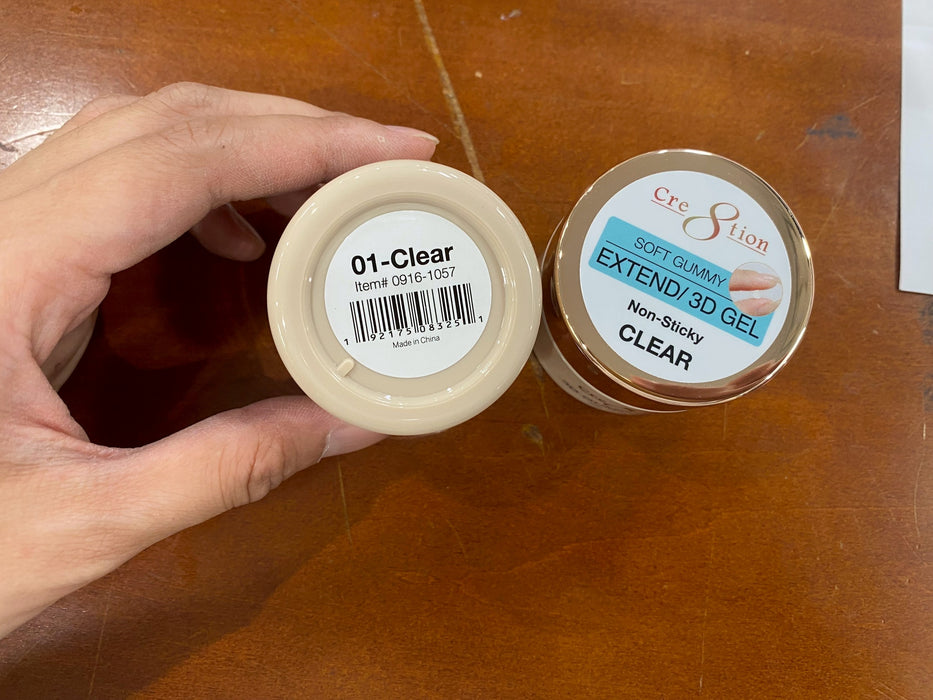 01-Clear
Item# 0916-1057
1 92175 08325 1
Made in China
Cre8tion
SOFT GUMMY
EXTEND/ 3D GEL
Non-Sticky
CLEAR